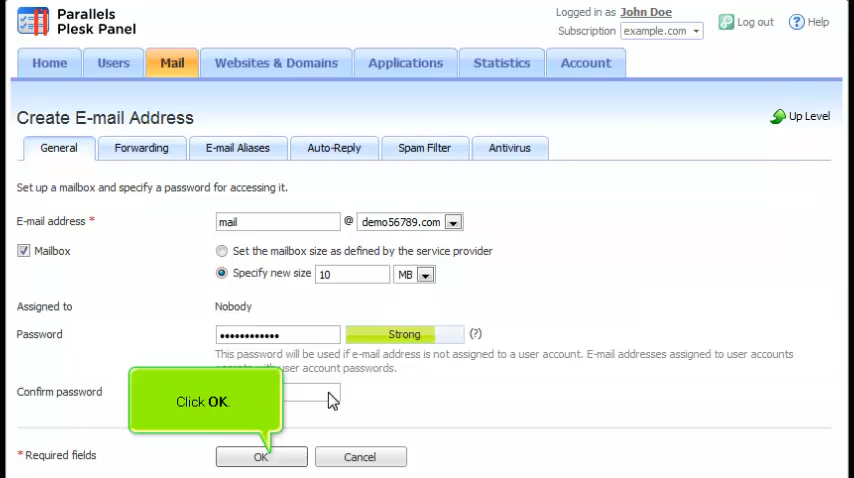 Parallels
Plesk Panel
Logged in as John Doe
Subscription example.com
Log out
Help
Home Users Mail Websites & Domains Applications Statistics Account
Create E-mail Address
Up Level
General Forwarding E-mail Aliases Auto-Reply Spam Filter Antivirus
Set up a mailbox and specify a password for accessing it.
E-mail address * mail @ demo56789.com
Mailbox Set the mailbox size as defined by the service provider
Specify new size 10 MB
Assigned to Nobody
Password •••••••••••• Strong (?)
This password will be used if e-mail address is not assigned to a user account. E-mail addresses assigned to user accounts
user account passwords.
Confirm password
Click OK.
* Required fields OK Cancel